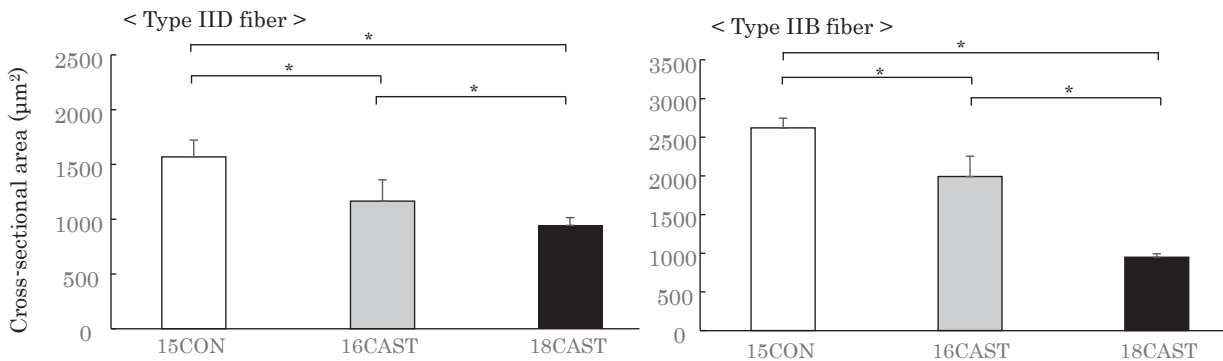 < Type IID fiber >
Cross-sectional area (µm²)
2500
2000
1500
1000
500
0
*
*
*
15CON
16CAST
18CAST
< Type IIB fiber >
3500
3000
2500
2000
1500
1000
500
0
*
*
*
15CON
16CAST
18CAST